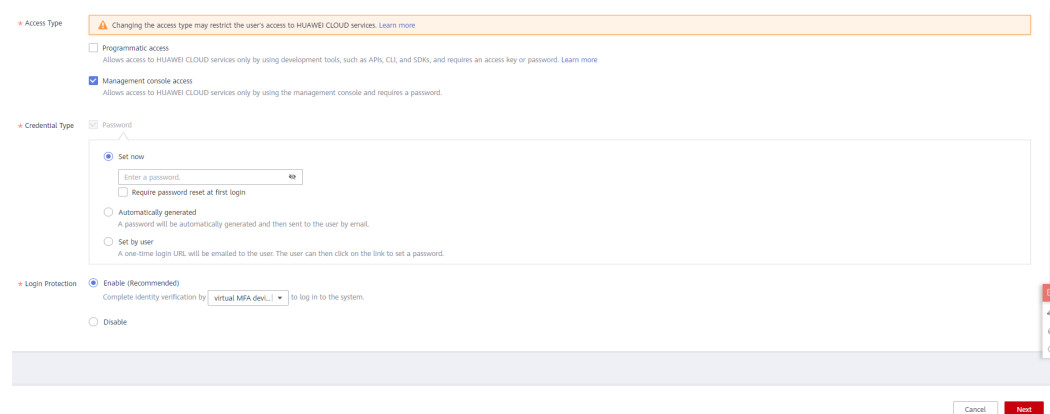 * Access Type
Changing the access type may restrict the user's access to HUAWEI CLOUD services. Learn more
Programmatic access
Allows access to HUAWEI CLOUD services only by using development tools, such as APIs, CLI, and SDKs, and requires an access key or password. Learn more
Management console access
Allows access to HUAWEI CLOUD services only by using the management console and requires a password.
* Credential Type
Password
Set now
Enter a password.
Require password reset at first login
Automatically generated
A password will be automatically generated and then sent to the user by email.
Set by user
A one-time login URL will be emailed to the user. The user can then click on the link to set a password.
* Login Protection
Enable (Recommended)
Complete identity verification by virtual MFA devi... to log in to the system.
Disable
Cancel Next